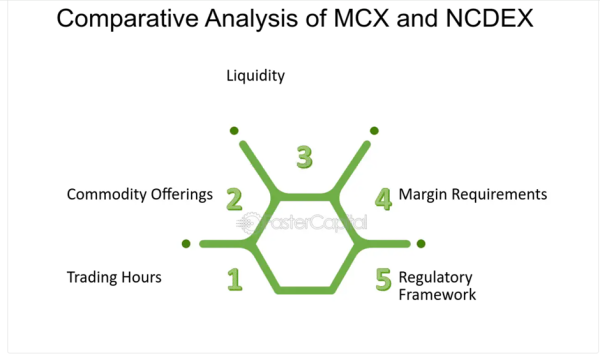 Comparative Analysis of MCX and NCDEX
Liquidity
3
Commodity Offerings 2
4 Margin Requirements
FasterCapital
Trading Hours 1
5 Regulatory
Framework